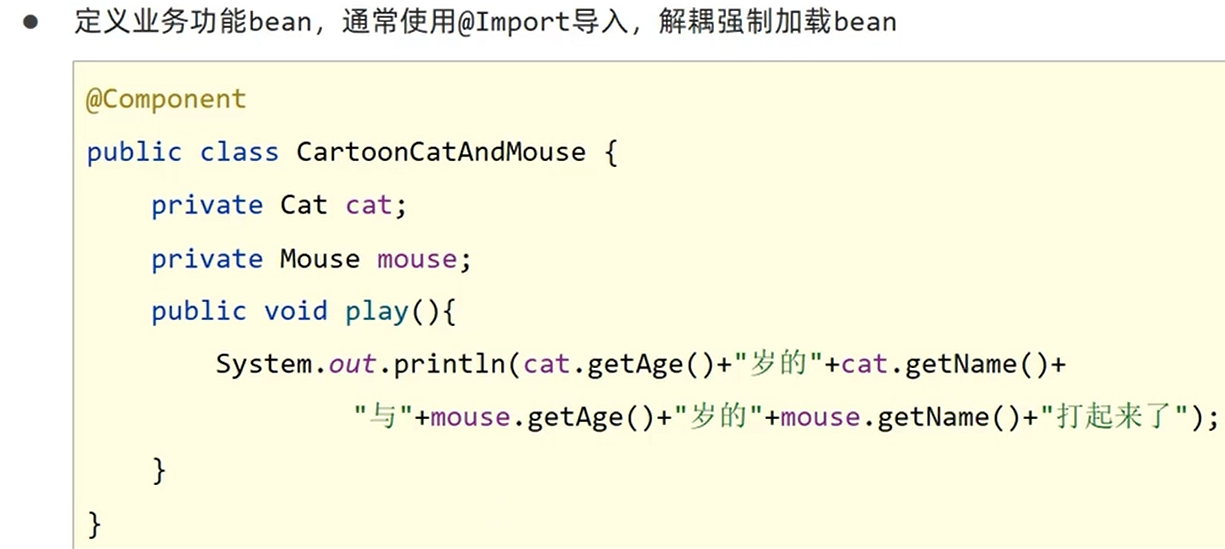 ● 定义业务功能bean，通常使用@Import导入，解耦强制加载bean
@Component
public class CartoonCatAndMouse {
    private Cat cat;
    private Mouse mouse;
    public void play(){
        System.out.println(cat.getAge()+"岁的"+cat.getName()+
                "与"+mouse.getAge()+"岁的"+mouse.getName()+"打起来了");
    }
}